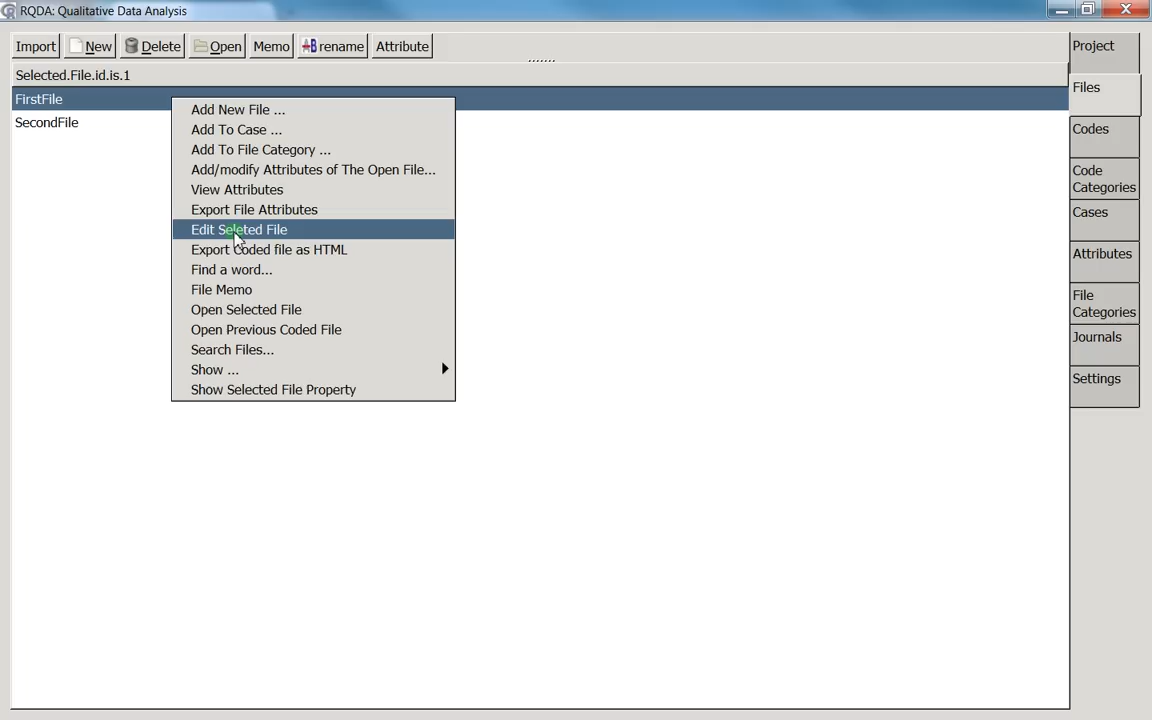 RQDA: Qualitative Data Analysis
Import New Delete Open Memo rename Attribute
Selected.File.id.is.1
FirstFile
SecondFile
Add New File ...
Add To Case ...
Add To File Category ...
Add/modify Attributes of The Open File...
View Attributes
Export File Attributes
Edit Seleted File
Export Coded file as HTML
Find a word...
File Memo
Open Selected File
Open Previous Coded File
Search Files...
Show ...
Show Selected File Property
Project
Files
Codes
Code
Categories
Cases
Attributes
File
Categories
Journals
Settings